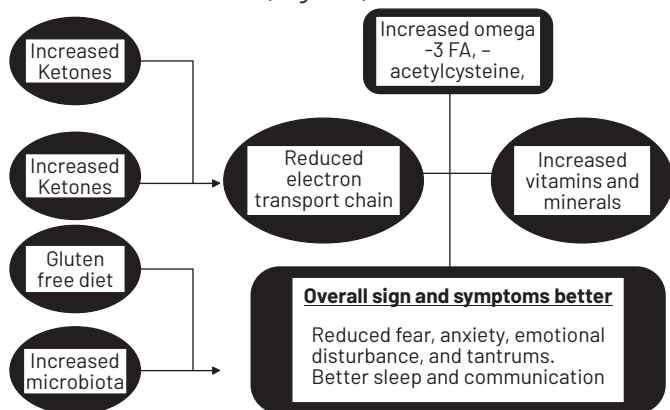 Increased
Ketones
Increased omega
-3 FA, –
acetylcysteine,
Increased
Ketones
Reduced
electron
transport chain
Increased
vitamins and
minerals
Gluten
free diet
Increased
microbiota
Overall sign and symptoms better
Reduced fear, anxiety, emotional
disturbance, and tantrums.
Better sleep and communication